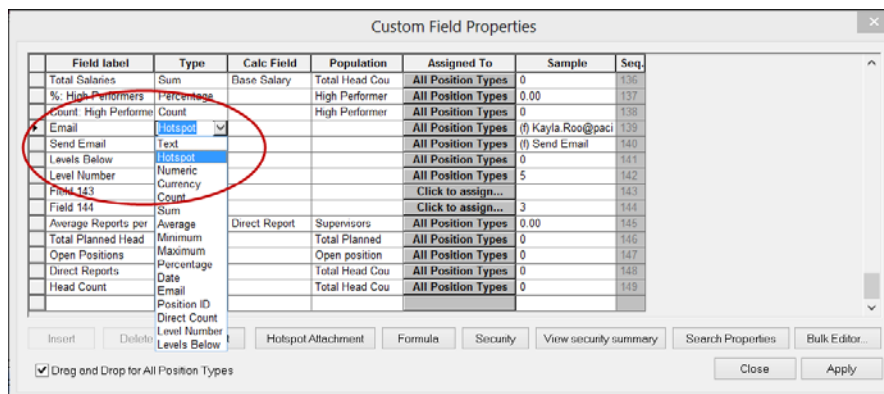 Custom Field Properties
Field label Type Calc Field Population Assigned To Sample Seq.
Total Salaries Sum Base Salary Total Head Cou All Position Types 0 136
%: High Performers Percentage High Performer All Position Types 0.00 137
Count: High Performe Count High Performer All Position Types 0 138
Email Hotspot All Position Types (f) Kayla.Roo@paci 139
Send Email Text All Position Types (f) Send Email 140
Levels Below Hotspot All Position Types 0 141
Level Number Numeric All Position Types 5 142
Field 143 Currency Click to assign... 143
Count
Field 144 Sum Click to assign... 3 144
Average Reports per Average Direct Report Supervisors All Position Types 0.00 145
Total Planned Head Minimum Total Planned All Position Types 0 146
Open Positions Maximum Open position All Position Types 0 147
Direct Reports Percentage Total Head Cou All Position Types 0 148
Date
Head Count Email Total Head Cou All Position Types 0 149
Position ID
Direct Count
Level Number
Levels Below
Insert Delete t Hotspot Attachment Formula Security View security summary Search Properties Bulk Editor...
Drag and Drop for All Position Types Close Apply